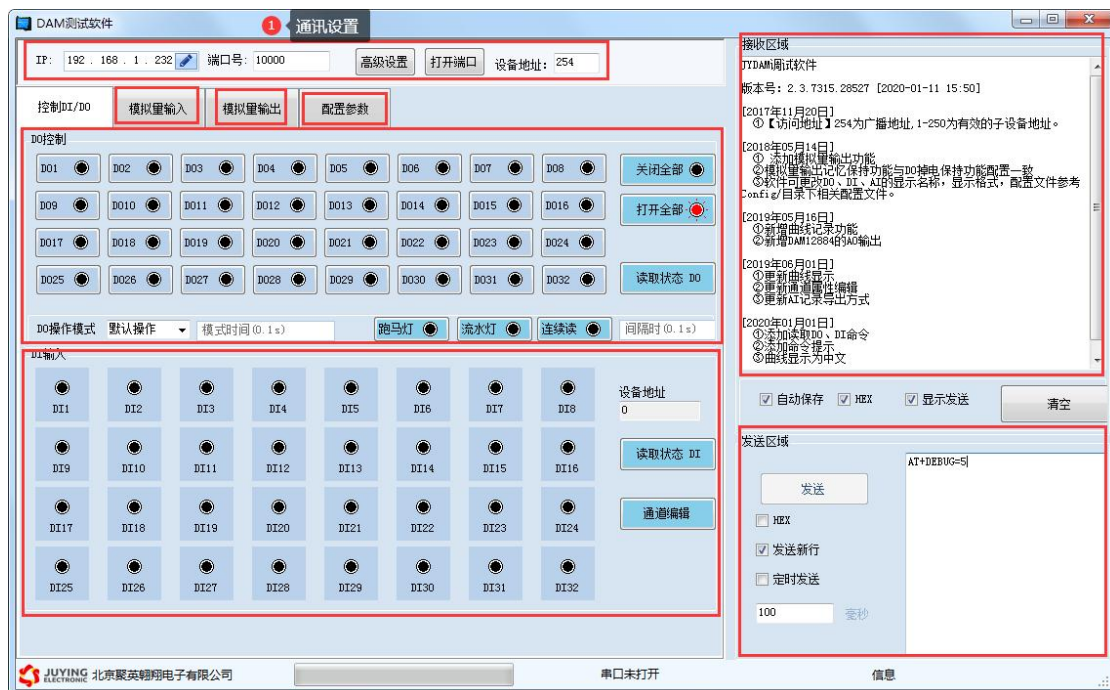 DAM测试软件
1 通讯设置
IP: 192 . 168 . 1 . 232 端口号: 10000 高级设置 打开端口 设备地址: 254
控制DI/DO 模拟量输入 模拟量输出 配置参数
DO控制
DO1 DO2 DO3 DO4 DO5 DO6 DO7 DO8 关闭全部
DO9 DO10 DO11 DO12 DO13 DO14 DO15 DO16 打开全部
DO17 DO18 DO19 DO20 DO21 DO22 DO23 DO24
DO25 DO26 DO27 DO28 DO29 DO30 DO31 DO32 读取状态 DO
DO操作模式 默认操作 模式时间(0.1s) 跑马灯 流水灯 连续读 间隔时(0.1s)
DI输入
DI1 DI2 DI3 DI4 DI5 DI6 DI7 DI8
设备地址
0
DI9 DI10 DI11 DI12 DI13 DI14 DI15 DI16
读取状态 DI
DI17 DI18 DI19 DI20 DI21 DI22 DI23 DI24
通道编辑
DI25 DI26 DI27 DI28 DI29 DI30 DI31 DI32
接收区域
JYDAM调试软件
版本号: 2.3.7315.28527 [2020-01-11 15:50]
[2017年11月20日]
①【访问地址】254为广播地址,1-250为有效的子设备地址。
[2018年05月14日]
① 添加模拟量输出功能
②模拟量输出记忆保持功能与DO掉电保持功能配置一致
③软件可更改DO、DI、AI的显示名称，显示格式，配置文件参考
Config/目录下相关配置文件。
[2019年05月16日]
①新增曲线记录功能
②新增DAM12884的AO输出
[2019年06月01日]
①更新曲线显示
②更新通道属性编辑
③更新AI记录导出方式
[2020年01月01日]
①添加读取DO、DI命令
②添加命令提示
③曲线显示为中文
自动保存 HEX 显示发送 清空
发送区域
AT+DEBUG=5
发送
HEX
发送新行
定时发送
100 毫秒
JUYING ELECTRONIC 北京聚英翱翔电子有限公司 串口未打开 信息